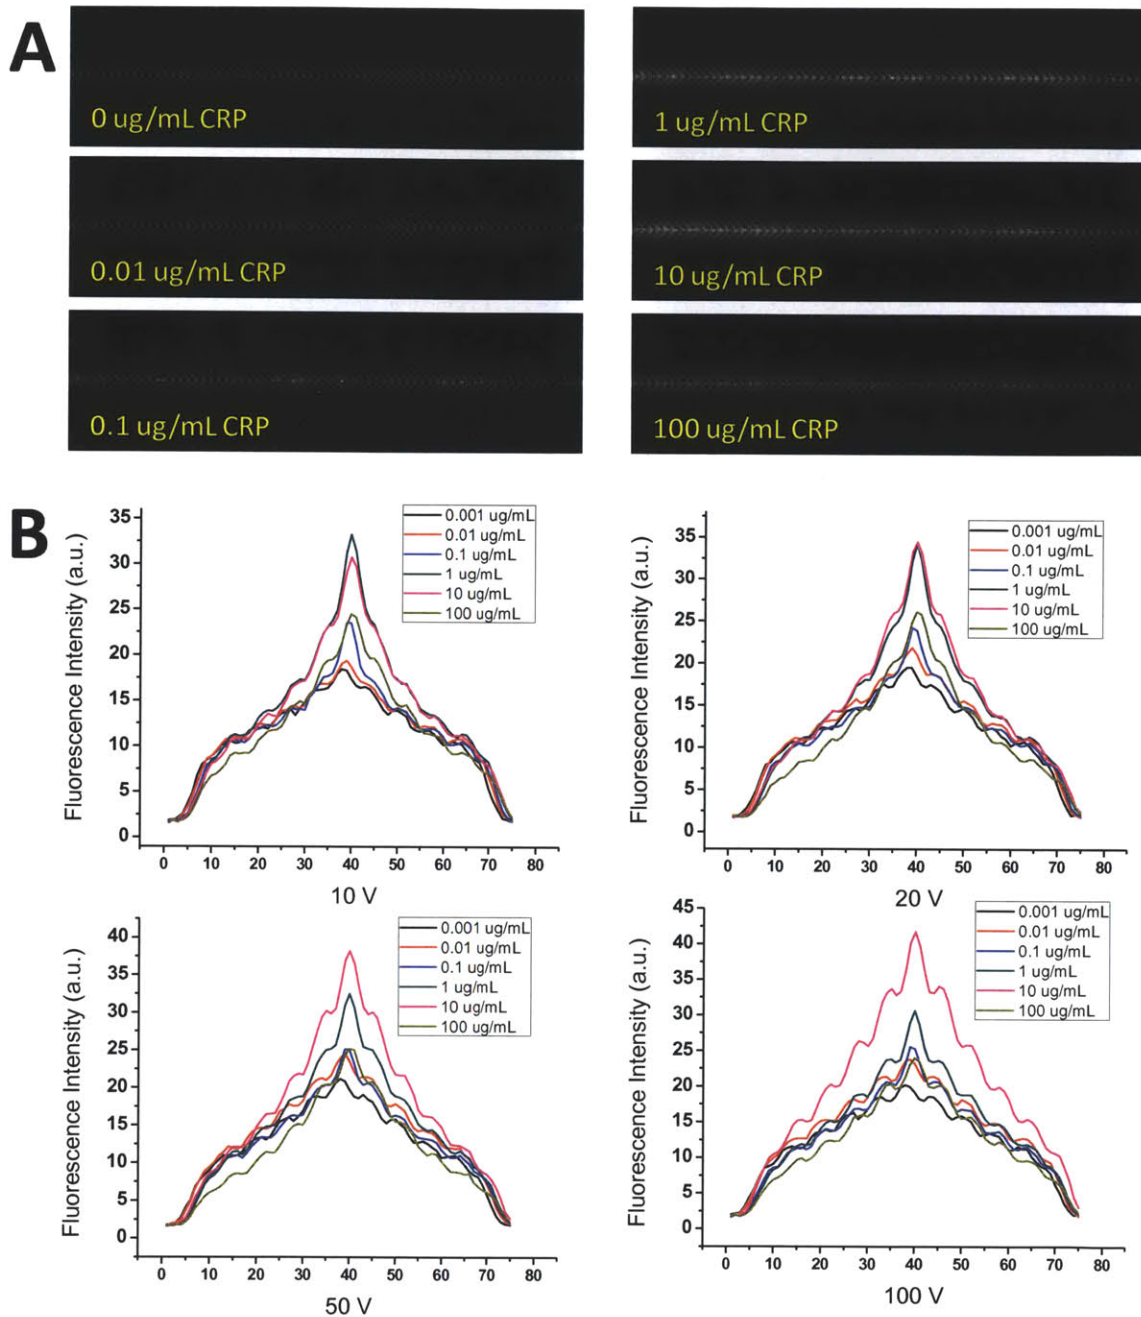 A
0 ug/mL CRP
1 ug/mL CRP
0.01 ug/mL CRP
10 ug/mL CRP
0.1 ug/mL CRP
100 ug/mL CRP
B
Fluorescence Intensity (a.u.)
35
30
25
20
15
10
5
0
0.001 ug/mL
0.01 ug/mL
0.1 ug/mL
1 ug/mL
10 ug/mL
100 ug/mL
0 10 20 30 40 50 60 70 80
10 V
Fluorescence Intensity (a.u.)
35
30
25
20
15
10
5
0
0.001 ug/mL
0.01 ug/mL
0.1 ug/mL
1 ug/mL
10 ug/mL
100 ug/mL
0 10 20 30 40 50 60 70 80
20 V
Fluorescence Intensity (a.u.)
40
35
30
25
20
15
10
5
0
0.001 ug/mL
0.01 ug/mL
0.1 ug/mL
1 ug/mL
10 ug/mL
100 ug/mL
0 10 20 30 40 50 60 70 80
50 V
Fluorescence Intensity (a.u.)
45
40
35
30
25
20
15
10
5
0
0.001 ug/mL
0.01 ug/mL
0.1 ug/mL
1 ug/mL
10 ug/mL
100 ug/mL
0 10 20 30 40 50 60 70 80
100 V